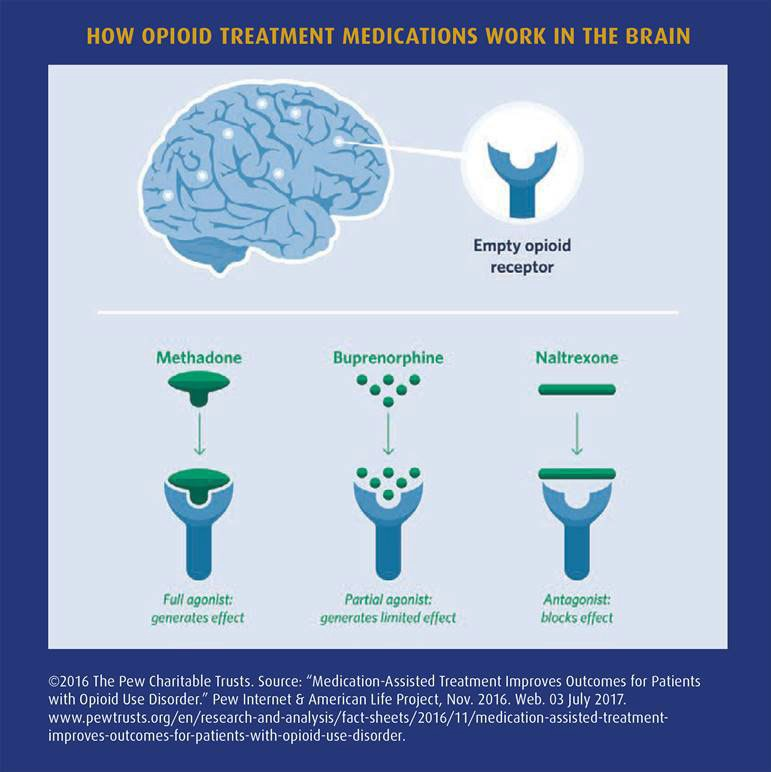 HOW OPIOID TREATMENT MEDICATIONS WORK IN THE BRAIN
Empty opioid
receptor
Methadone
Buprenorphine
Naltrexone
Full agonist:
generates effect
Partial agonist:
generates limited effect
Antagonist:
blocks effect
©2016 The Pew Charitable Trusts. Source: “Medication-Assisted Treatment Improves Outcomes for Patients
with Opioid Use Disorder.” Pew Internet & American Life Project, Nov. 2016. Web. 03 July 2017.
www.pewtrusts.org/en/research-and-analysis/fact-sheets/2016/11/medication-assisted-treatment-
improves-outcomes-for-patients-with-opioid-use-disorder.